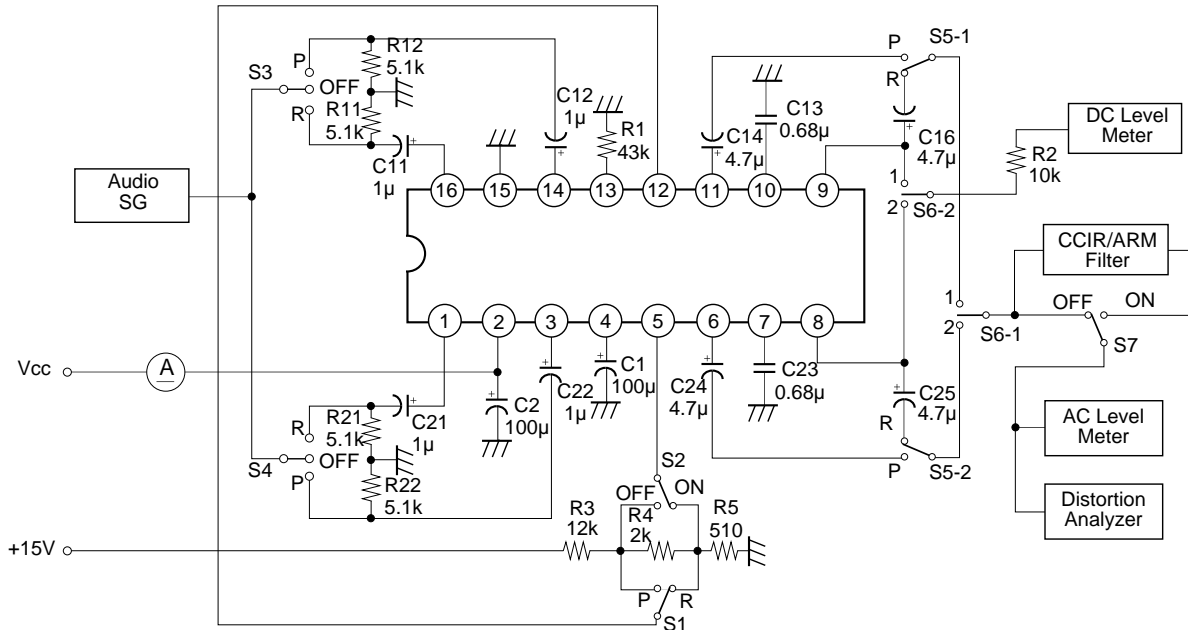 P
S5-1
R12
5.1k
P
S3
OFF
R
R11
5.1k
C11
1µ
C12
1µ
R1
43k
C14
4.7µ
C13
0.68µ
R
C16
4.7µ
R2
10k
DC Level
Meter
Audio
SG
16
15
14
13
12
11
10
9
1
2
S6-2
CCIR/ARM
Filter
1
2
S6-1
OFF
ON
S7
1
2
3
4
5
6
7
8
Vcc
A
C2
100µ
C22
1µ
C1
100µ
C24
4.7µ
C23
0.68µ
C25
4.7µ
R
P
S5-2
AC Level
Meter
Distortion
Analyzer
R
S4
OFF
P
R21
5.1k
C21
1µ
R22
5.1k
S2
OFF
ON
+15V
R3
12k
R4
2k
R5
510
P
R
S1